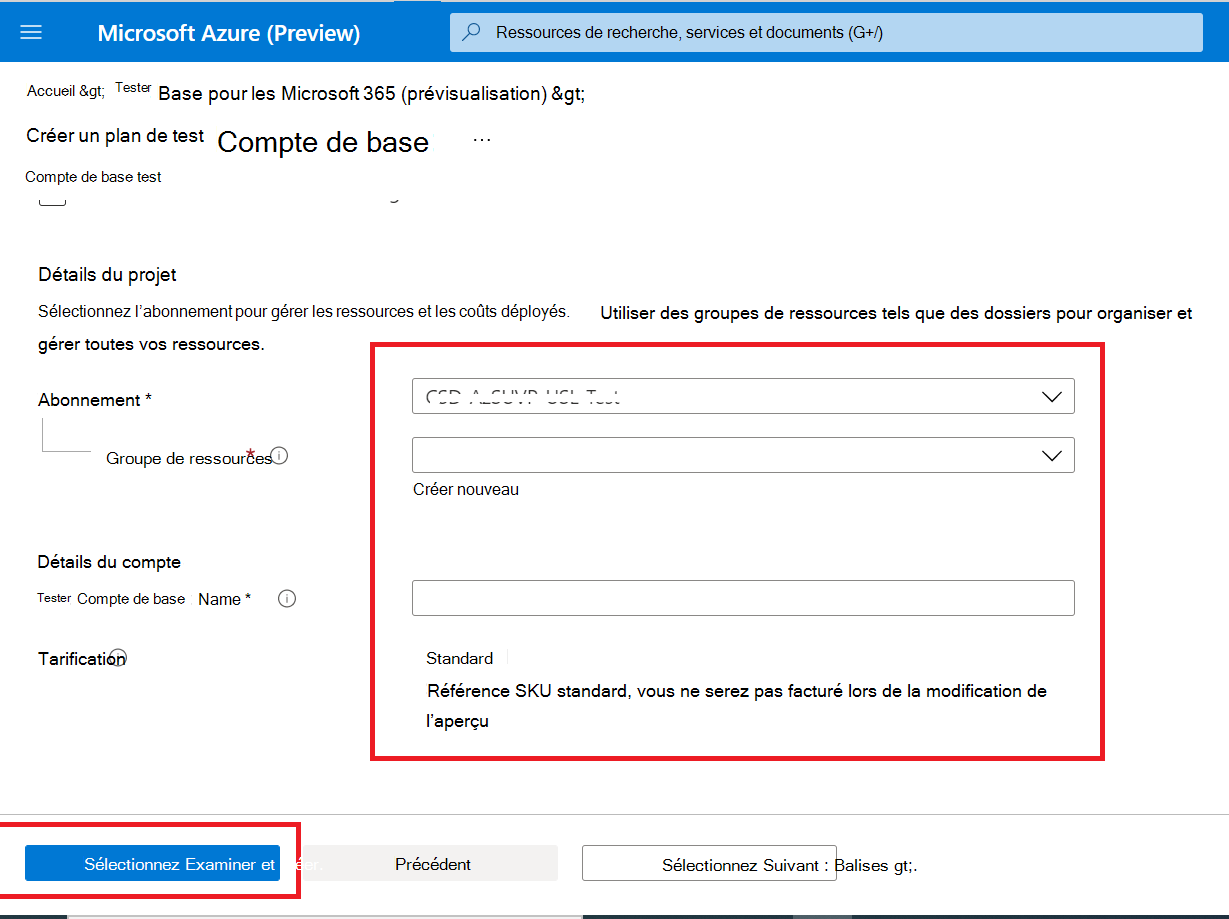 Microsoft Azure (Preview)
Ressources de recherche, services et documents (G+/)
Accueil &gt; Tester Base pour les Microsoft 365 (prévisualisation) &gt;
Créer un plan de test Compte de base ...
Compte de base test
Détails du projet
Sélectionnez l’abonnement pour gérer les ressources et les coûts déployés. Utiliser des groupes de ressources tels que des dossiers pour organiser et
gérer toutes vos ressources.
Abonnement *
Groupe de ressources *
Créer nouveau
Détails du compte
Tester Compte de base Name *
Tarification
Standard
Référence SKU standard, vous ne serez pas facturé lors de la modification de
l’aperçu
Sélectionnez Examiner et créer.
Précédent
Sélectionnez Suivant : Balises gt;.